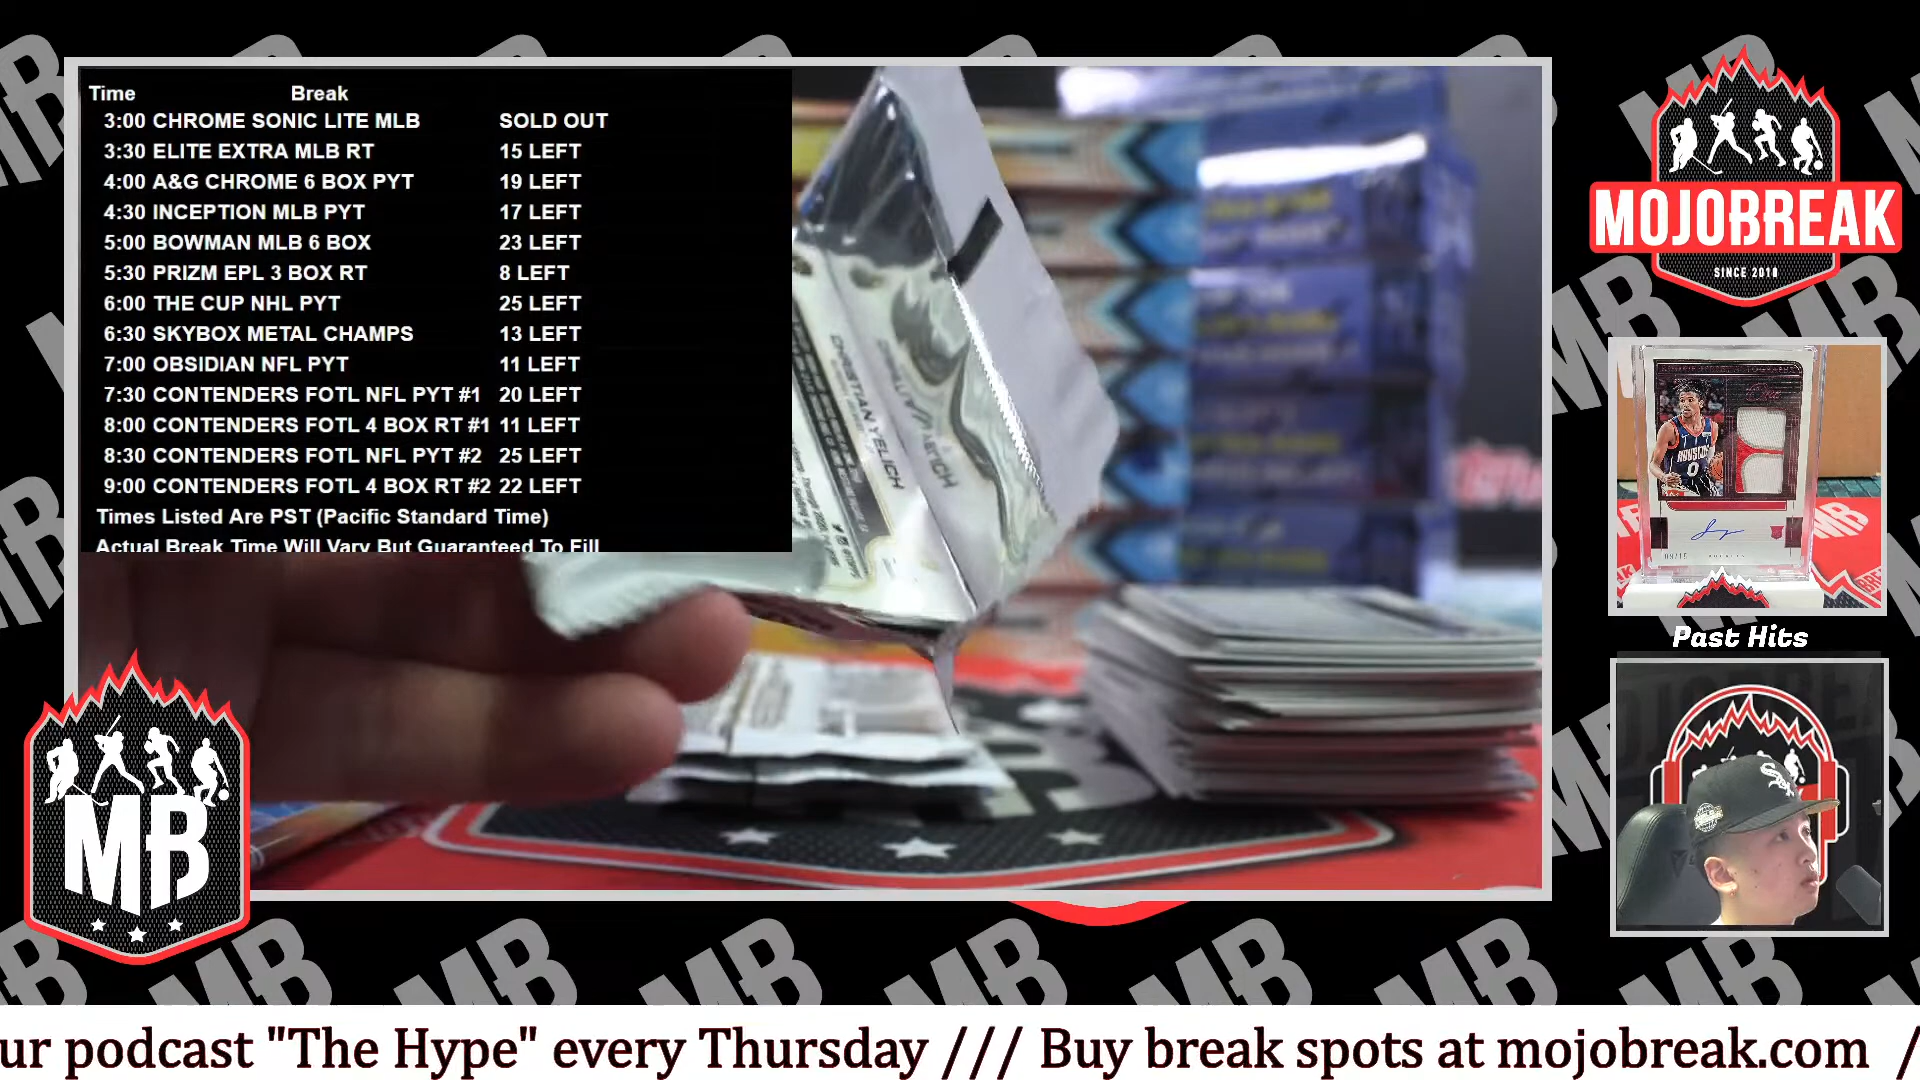 Time Break
3:00 CHROME SONIC LITE MLB SOLD OUT
3:30 ELITE EXTRA MLB RT 15 LEFT
4:00 A&G CHROME 6 BOX PYT 19 LEFT
4:30 INCEPTION MLB PYT 17 LEFT
5:00 BOWMAN MLB 6 BOX 23 LEFT
5:30 PRIZM EPL 3 BOX RT 8 LEFT
6:00 THE CUP NHL PYT 25 LEFT
6:30 SKYBOX METAL CHAMPS 13 LEFT
7:00 OBSIDIAN NFL PYT 11 LEFT
7:30 CONTENDERS FOTL NFL PYT #1 20 LEFT
8:00 CONTENDERS FOTL 4 BOX RT #1 11 LEFT
8:30 CONTENDERS FOTL NFL PYT #2 25 LEFT
9:00 CONTENDERS FOTL 4 BOX RT #2 22 LEFT
Times Listed Are PST (Pacific Standard Time)
Actual Break Time Will Vary But Guaranteed To Fill
CHRISTIAN YELICH
MOJOBREAK
SINCE 2010
Past Hits
MB
ur podcast "The Hype" every Thursday /// Buy break spots at mojobreak.com /